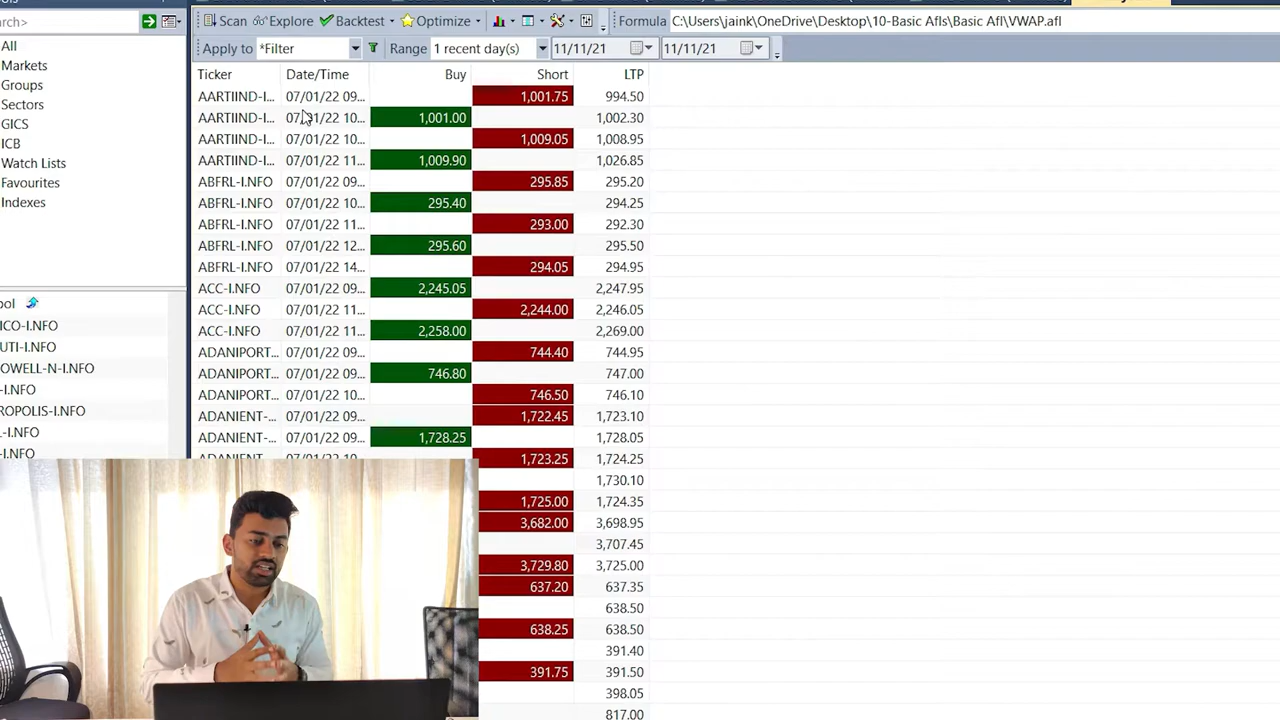 Scan Explore Backtest Optimize Formula C:\Users\jaink\OneDrive\Desktop\10-Basic Afls\Basic Afl\VWAP.afl
Apply to *Filter Range 1 recent day(s) 11/11/21 11/11/21
rch>
All
Markets
Groups
Sectors
GICS
ICB
Watch Lists
Favourites
Indexes
ICO-I.NFO
UTI-I.NFO
OWELL-N-I.NFO
-I.NFO
ROPOLIS-I.NFO
L-I.NFO
-I.NFO
Ticker Date/Time Buy Short LTP
AARTIIND-I... 07/01/22 09... 1,001.75 994.50
AARTIIND-I... 07/01/22 10... 1,001.00 1,002.30
AARTIIND-I... 07/01/22 10... 1,009.05 1,008.95
AARTIIND-I... 07/01/22 11... 1,009.90 1,026.85
ABFRL-I.NFO 07/01/22 09... 295.85 295.20
ABFRL-I.NFO 07/01/22 10... 295.40 294.25
ABFRL-I.NFO 07/01/22 11... 293.00 292.30
ABFRL-I.NFO 07/01/22 12... 295.60 295.50
ABFRL-I.NFO 07/01/22 14... 294.05 294.95
ACC-I.NFO 07/01/22 09... 2,245.05 2,247.95
ACC-I.NFO 07/01/22 11... 2,244.00 2,246.05
ACC-I.NFO 07/01/22 11... 2,258.00 2,269.00
ADANIPORT... 07/01/22 09... 744.40 744.95
ADANIPORT... 07/01/22 09... 746.80 747.00
ADANIPORT... 07/01/22 10... 746.50 746.10
ADANIENT-... 07/01/22 09... 1,722.45 1,723.10
ADANIENT-... 07/01/22 09... 1,728.25 1,728.05
ADANIENT-... 07/01/22 10... 1,723.25 1,724.25
1,730.10
1,725.00 1,724.35
3,682.00 3,698.95
3,707.45
3,729.80 3,725.00
637.20 637.35
638.50
638.25 638.50
391.40
391.75 391.50
398.05
817.00